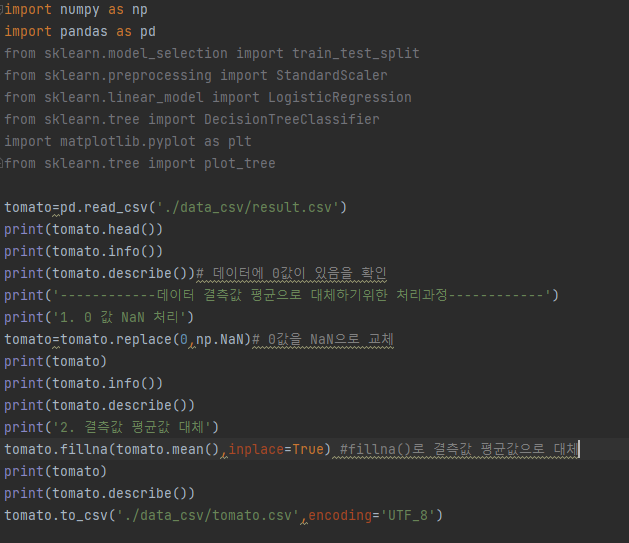 import numpy as np
import pandas as pd
from sklearn.model_selection import train_test_split
from sklearn.preprocessing import StandardScaler
from sklearn.linear_model import LogisticRegression
from sklearn.tree import DecisionTreeClassifier
import matplotlib.pyplot as plt
from sklearn.tree import plot_tree
tomato=pd.read_csv('./data_csv/result.csv')
print(tomato.head())
print(tomato.info())
print(tomato.describe())# 데이터에 0값이 있음을 확인
print('------------데이터 결측값 평균으로 대체하기위한 처리과정------------')
print('1. 0 값 NaN 처리')
tomato=tomato.replace(0,np.NaN)# 0값을 NaN으로 교체
print(tomato)
print(tomato.info())
print(tomato.describe())
print('2. 결측값 평균값 대체')
tomato.fillna(tomato.mean(),inplace=True) #fillna()로 결측값 평균값으로 대체
print(tomato)
print(tomato.describe())
tomato.to_csv('./data_csv/tomato.csv',encoding='UTF_8')